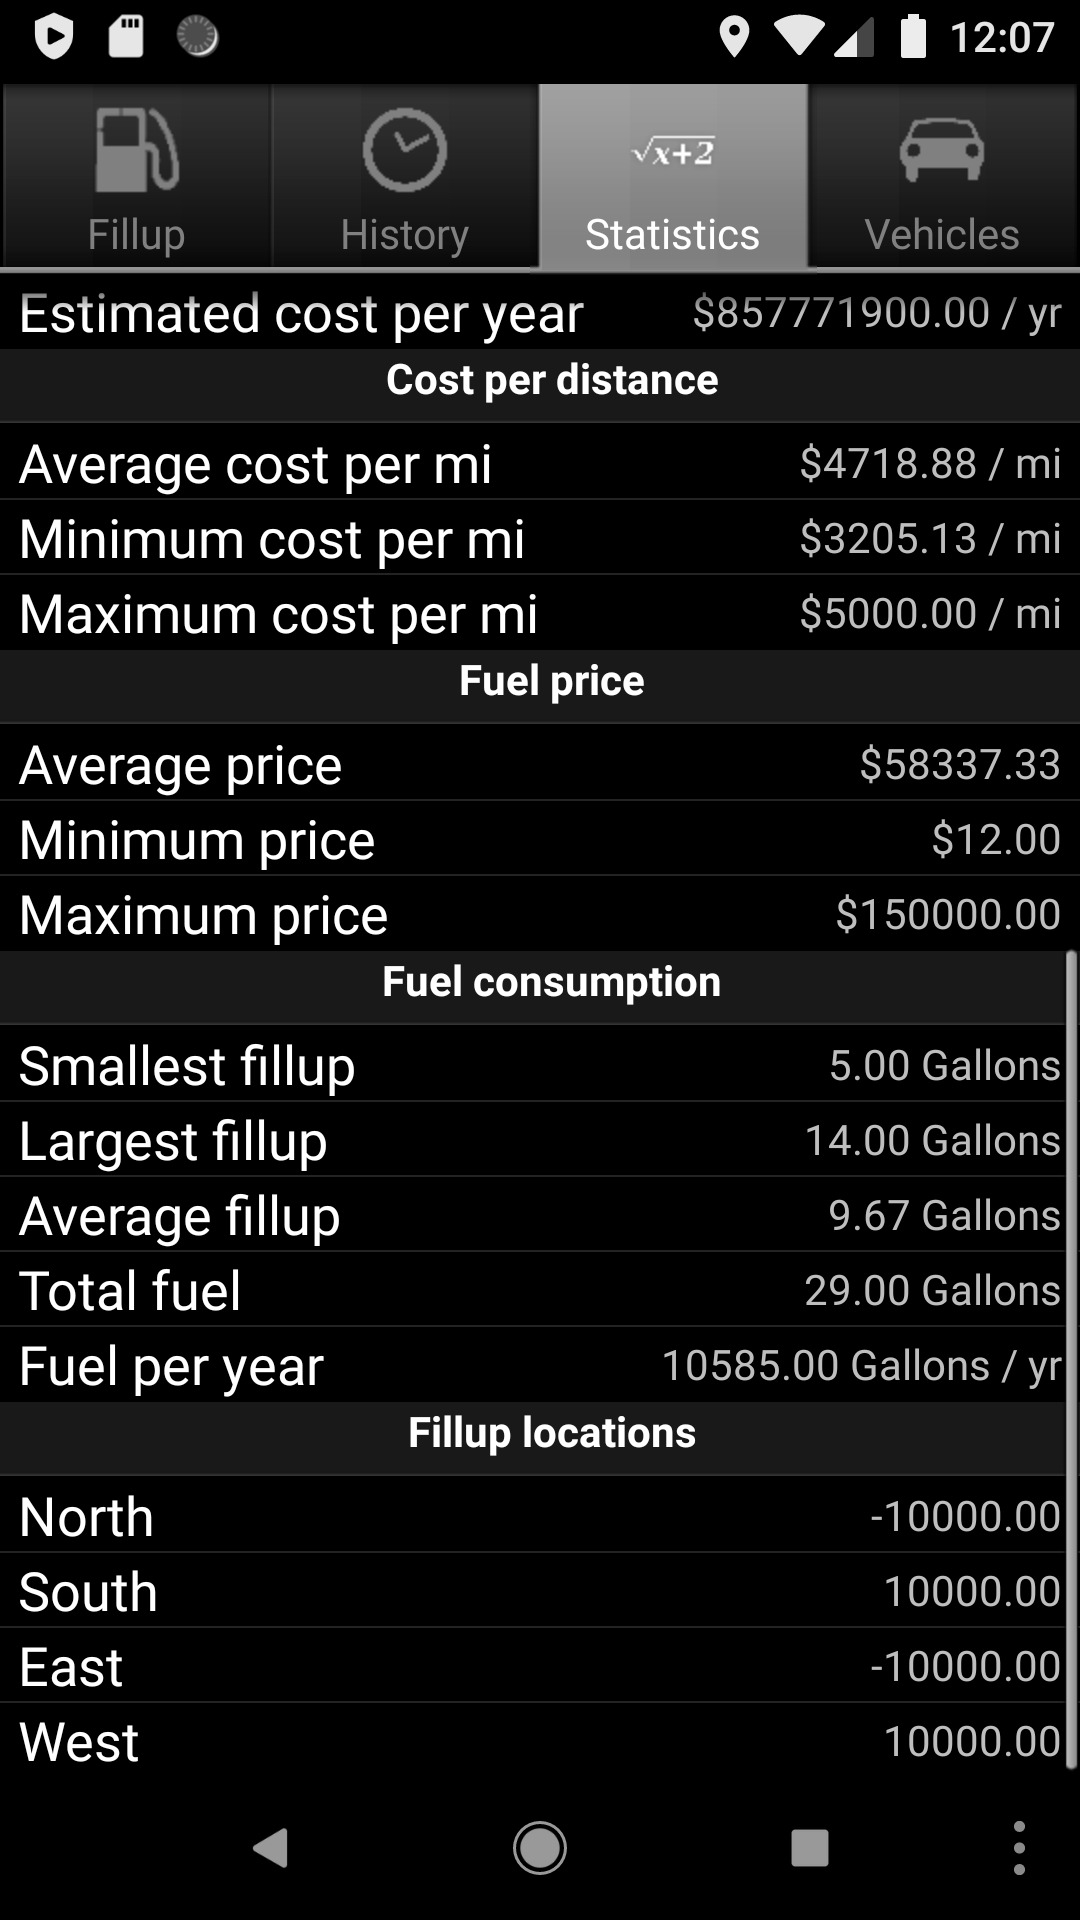 12:07
Fillup
History
√x+2
Statistics
Vehicles
Estimated cost per year $857771900.00 / yr
Cost per distance
Average cost per mi $4718.88 / mi
Minimum cost per mi $3205.13 / mi
Maximum cost per mi $5000.00 / mi
Fuel price
Average price $58337.33
Minimum price $12.00
Maximum price $150000.00
Fuel consumption
Smallest fillup 5.00 Gallons
Largest fillup 14.00 Gallons
Average fillup 9.67 Gallons
Total fuel 29.00 Gallons
Fuel per year 10585.00 Gallons / yr
Fillup locations
North -10000.00
South 10000.00
East -10000.00
West 10000.00